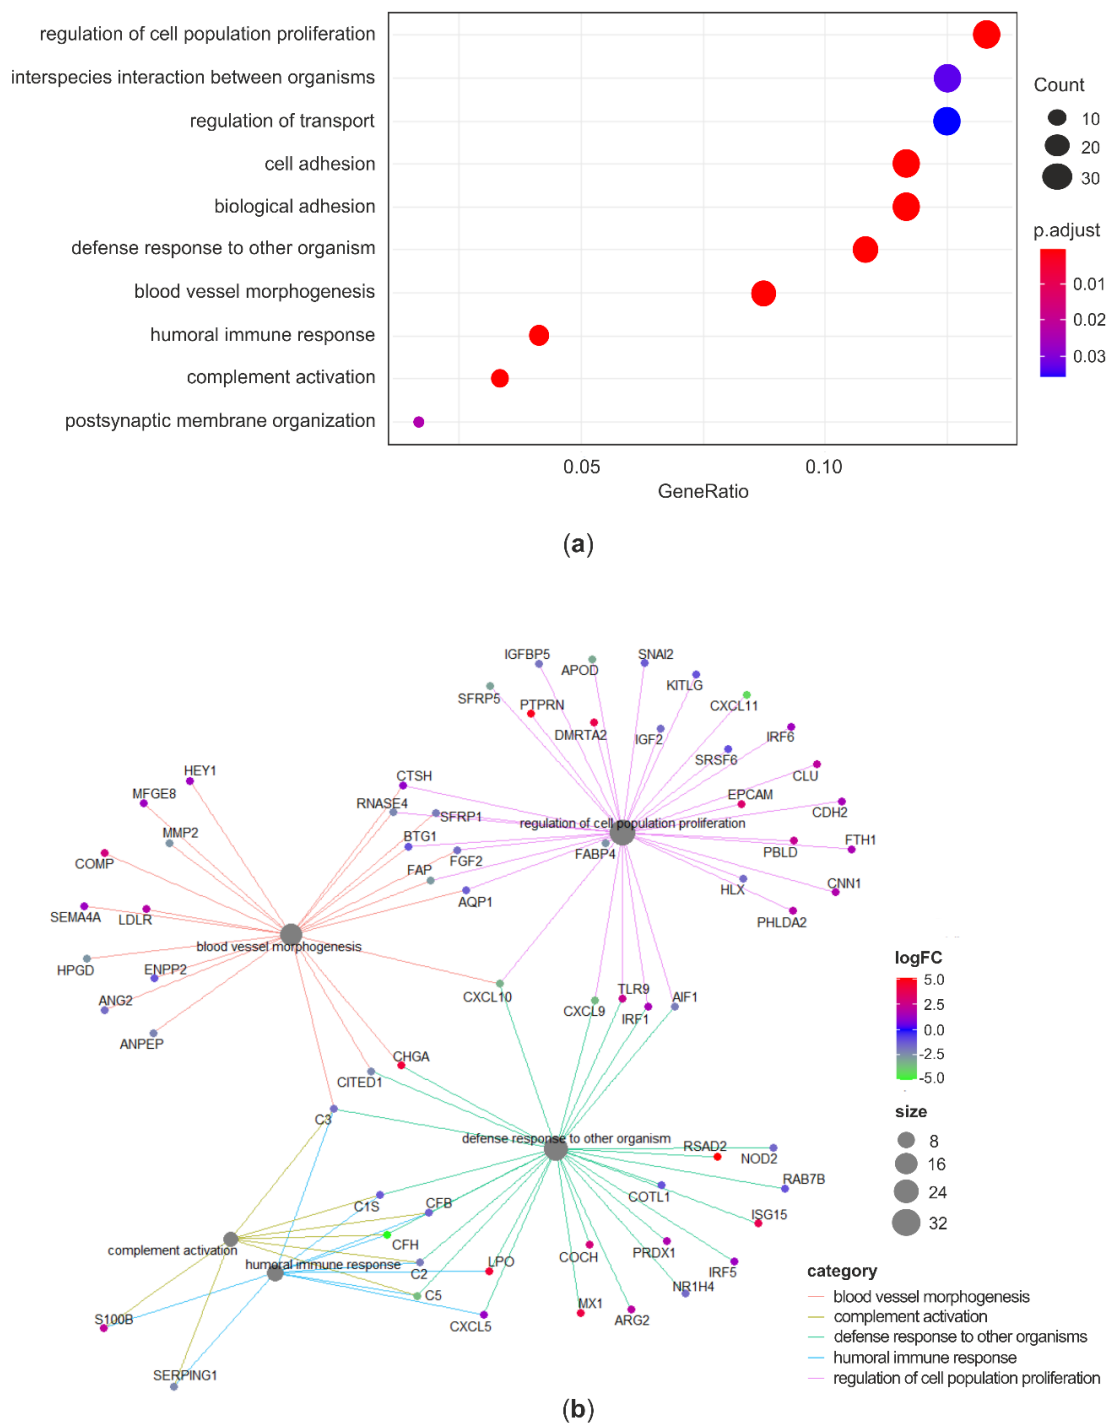 regulation of cell population proliferation
interspecies interaction between organisms
regulation of transport
cell adhesion
biological adhesion
defense response to other organism
blood vessel morphogenesis
humoral immune response
complement activation
postsynaptic membrane organization
0.05
0.10
GeneRatio
Count
10
20
30
p.adjust
0.01
0.02
0.03
(a)
IGFBP5
APOD
SNAI2
KITLG
SFRP5
PTPRN
CXCL11
DMRTA2
IGF2
IRF6
SRSF6
HEY1
CTSH
CLU
MFGE8
RNASE4
EPCAM
SFRP1
CDH2
regulation of cell population proliferation
MMP2
BTG1
FTH1
COMP
FGF2
FABP4
PBLD
FAP
CNN1
HLX
AQP1
SEMA4A
LDLR
PHLDA2
blood vessel morphogenesis
HPGD
ENPP2
CXCL10
TLR9
AIF1
ANG2
CXCL9
IRF1
ANPEP
CHGA
CITED1
C3
defense response to other organism
RSAD2
NOD2
RAB7B
COTL1
C1S
CFB
ISG15
CFH
complement activation
PRDX1
COCH
LPO
humoral immune response
C2
IRF5
NR1H4
C5
MX1
ARG2
S100B
CXCL5
SERPING1
logFC
5.0
2.5
0.0
-2.5
-5.0
size
8
16
24
32
category
blood vessel morphogenesis
complement activation
defense response to other organisms
humoral immune response
regulation of cell population proliferation
(b)